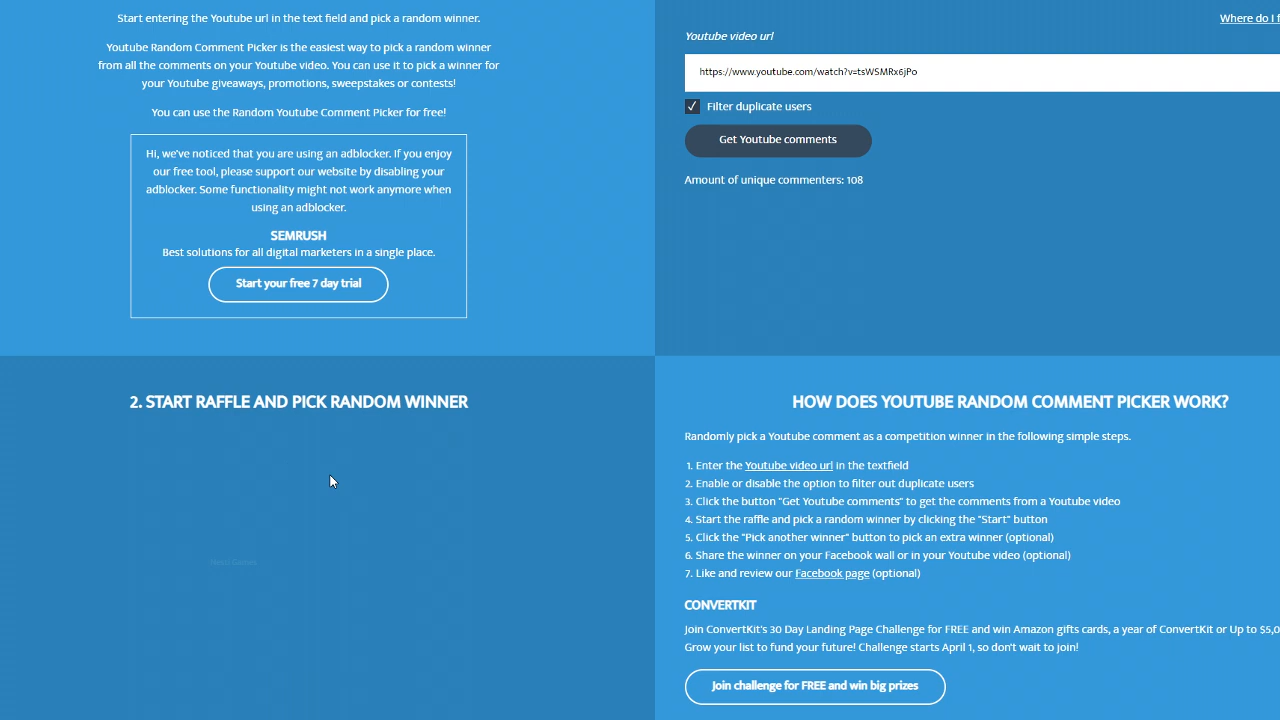 Start entering the Youtube url in the text field and pick a random winner.
Youtube Random Comment Picker is the easiest way to pick a random winner
from all the comments on your Youtube video. You can use it to pick a winner for
your Youtube giveaways, promotions, sweepstakes or contests!
You can use the Random Youtube Comment Picker for free!
Hi, we've noticed that you are using an adblocker. If you enjoy
our free tool, please support our website by disabling your
adblocker. Some functionality might not work anymore when
using an adblocker.
SEMRUSH
Best solutions for all digital marketers in a single place.
Start your free 7 day trial
Where do I f
Youtube video url
https://www.youtube.com/watch?v=tsWSMRx6jPo
Filter duplicate users
Get Youtube comments
Amount of unique commenters: 108
2. START RAFFLE AND PICK RANDOM WINNER
HOW DOES YOUTUBE RANDOM COMMENT PICKER WORK?
Randomly pick a Youtube comment as a competition winner in the following simple steps.
1. Enter the Youtube video url in the textfield
2. Enable or disable the option to filter out duplicate users
3. Click the button "Get Youtube comments" to get the comments from a Youtube video
4. Start the raffle and pick a random winner by clicking the "Start" button
5. Click the "Pick another winner" button to pick an extra winner (optional)
6. Share the winner on your Facebook wall or in your Youtube video (optional)
7. Like and review our Facebook page (optional)
CONVERTKIT
Join ConvertKit's 30 Day Landing Page Challenge for FREE and win Amazon gifts cards, a year of ConvertKit or Up to $5,0
Grow your list to fund your future! Challenge starts April 1, so don't wait to join!
Join challenge for FREE and win big prizes